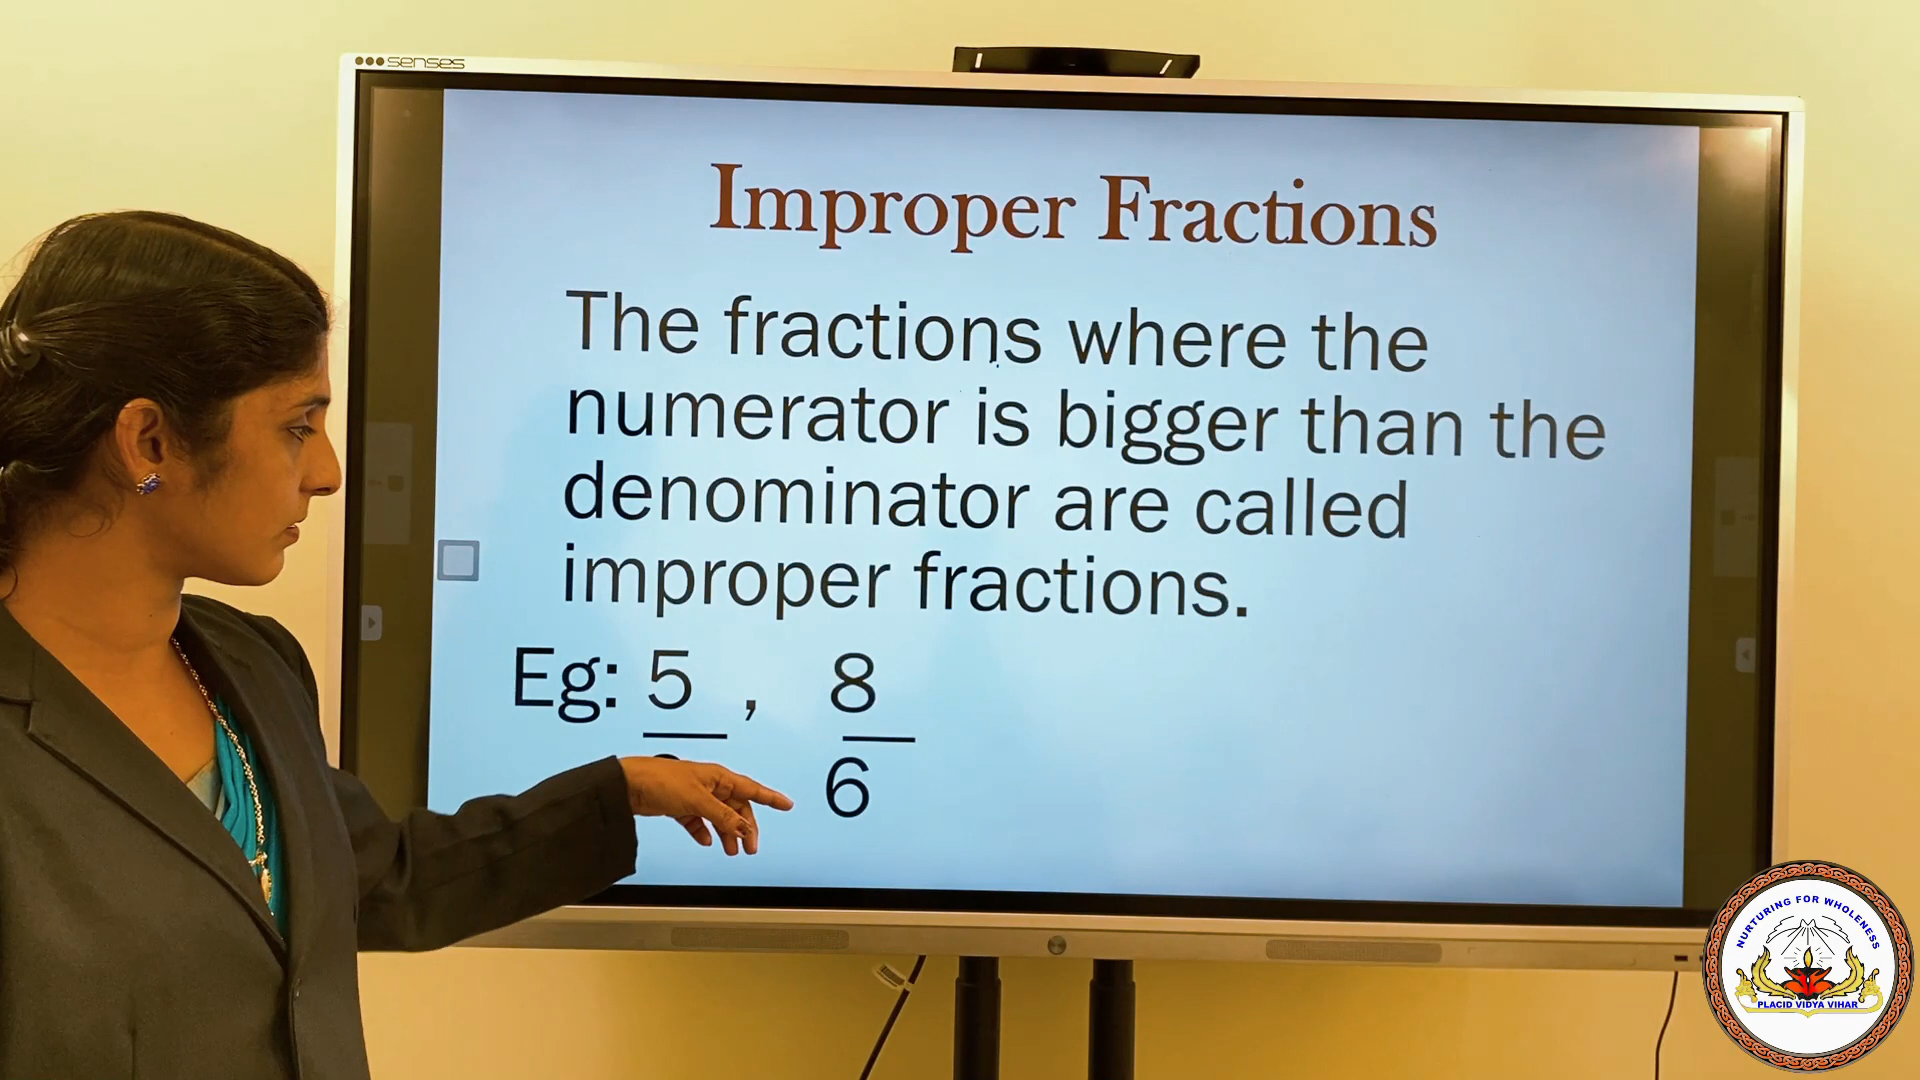 senses
Improper Fractions
The fractions where the
numerator is bigger than the
denominator are called
improper fractions.
Eg: 5 , 8
6
NURTURING FOR WHOLENESS
PLACID VIDYA VIHAR